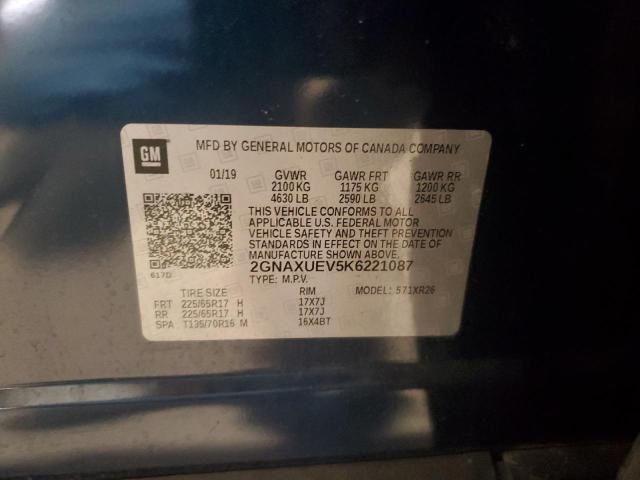 GM
MFD BY GENERAL MOTORS OF CANADA COMPANY
01/19 GVWR GAWR FRT GAWR RR
2100 KG 1175 KG 1200 KG
4630 LB 2590 LB 2645 LB
THIS VEHICLE CONFORMS TO ALL
APPLICABLE U.S. FEDERAL MOTOR
VEHICLE SAFETY AND THEFT PREVENTION
STANDARDS IN EFFECT ON THE DATE OF
MANUFACTURE SHOWN ABOVE.
617D 2GNAXUEV5K6221087
TYPE: M.P.V. MODEL: 571XR26
TIRE SIZE RIM
FRT 225/65R17 H 17X7J
RR 225/65R17 H 17X7J
SPA T135/70R16 M 16X4BT